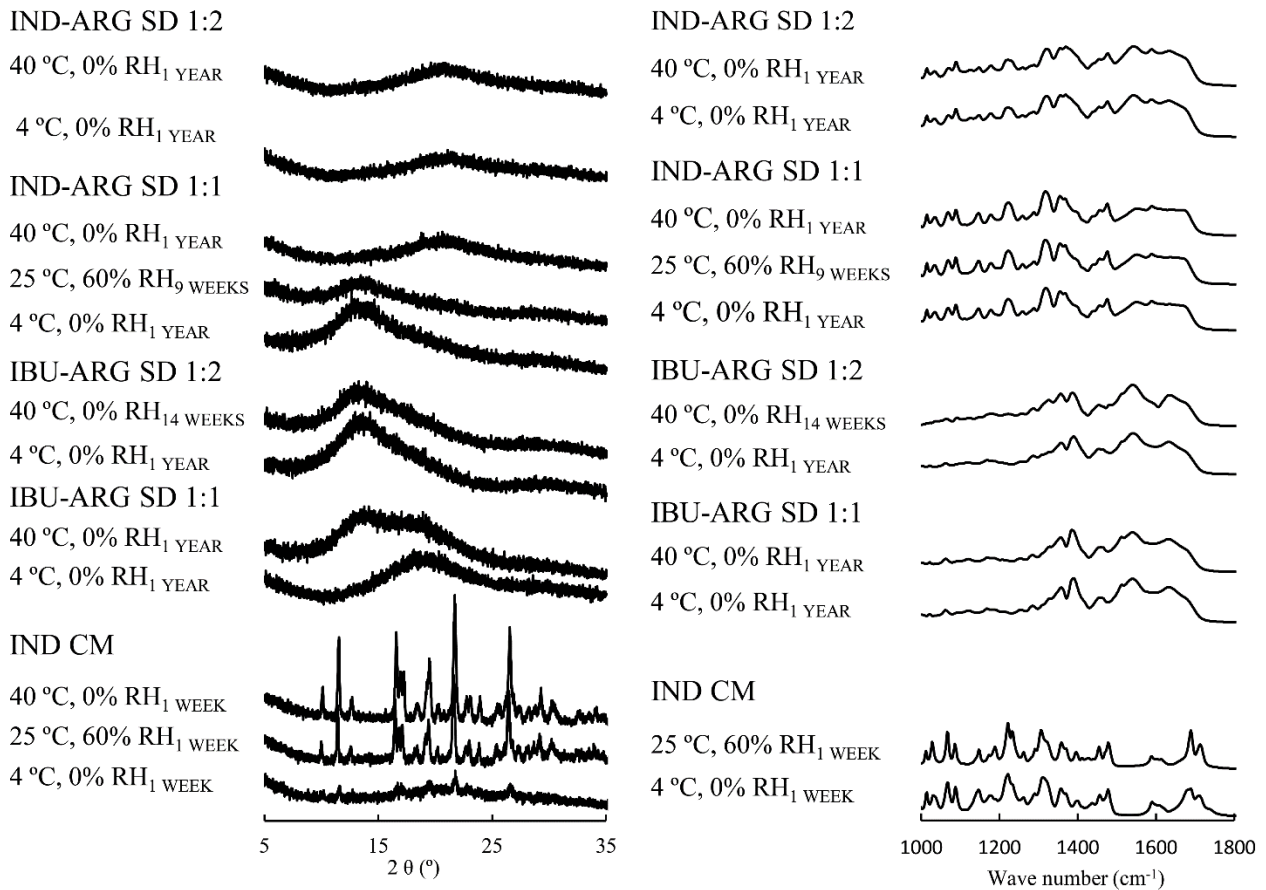 IND-ARG SD 1:2
40 ºC, 0% RH1 YEAR
4 ºC, 0% RH1 YEAR
IND-ARG SD 1:1
40 ºC, 0% RH1 YEAR
25 ºC, 60% RH9 WEEKS
4 ºC, 0% RH1 YEAR
IBU-ARG SD 1:2
40 ºC, 0% RH14 WEEKS
4 ºC, 0% RH1 YEAR
IBU-ARG SD 1:1
40 ºC, 0% RH1 YEAR
4 ºC, 0% RH1 YEAR
IND CM
40 ºC, 0% RH1 WEEK
25 ºC, 60% RH1 WEEK
4 ºC, 0% RH1 WEEK
5 15 25 35
2 θ (º)
IND-ARG SD 1:2
40 ºC, 0% RH1 YEAR
4 ºC, 0% RH1 YEAR
IND-ARG SD 1:1
40 ºC, 0% RH1 YEAR
25 ºC, 60% RH9 WEEKS
4 ºC, 0% RH1 YEAR
IBU-ARG SD 1:2
40 ºC, 0% RH14 WEEKS
4 ºC, 0% RH1 YEAR
IBU-ARG SD 1:1
40 ºC, 0% RH1 YEAR
4 ºC, 0% RH1 YEAR
IND CM
25 ºC, 60% RH1 WEEK
4 ºC, 0% RH1 WEEK
1000 1200 1400 1600 1800
Wave number (cm-1)